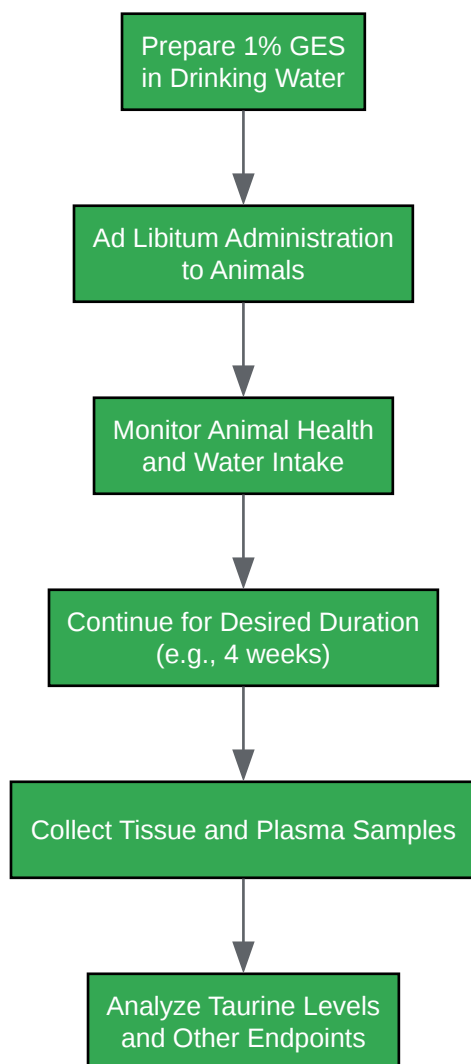 Prepare 1% GES
in Drinking Water
Ad Libitum Administration
to Animals
Monitor Animal Health
and Water Intake
Continue for Desired Duration
(e.g., 4 weeks)
Collect Tissue and Plasma Samples
Analyze Taurine Levels
and Other Endpoints